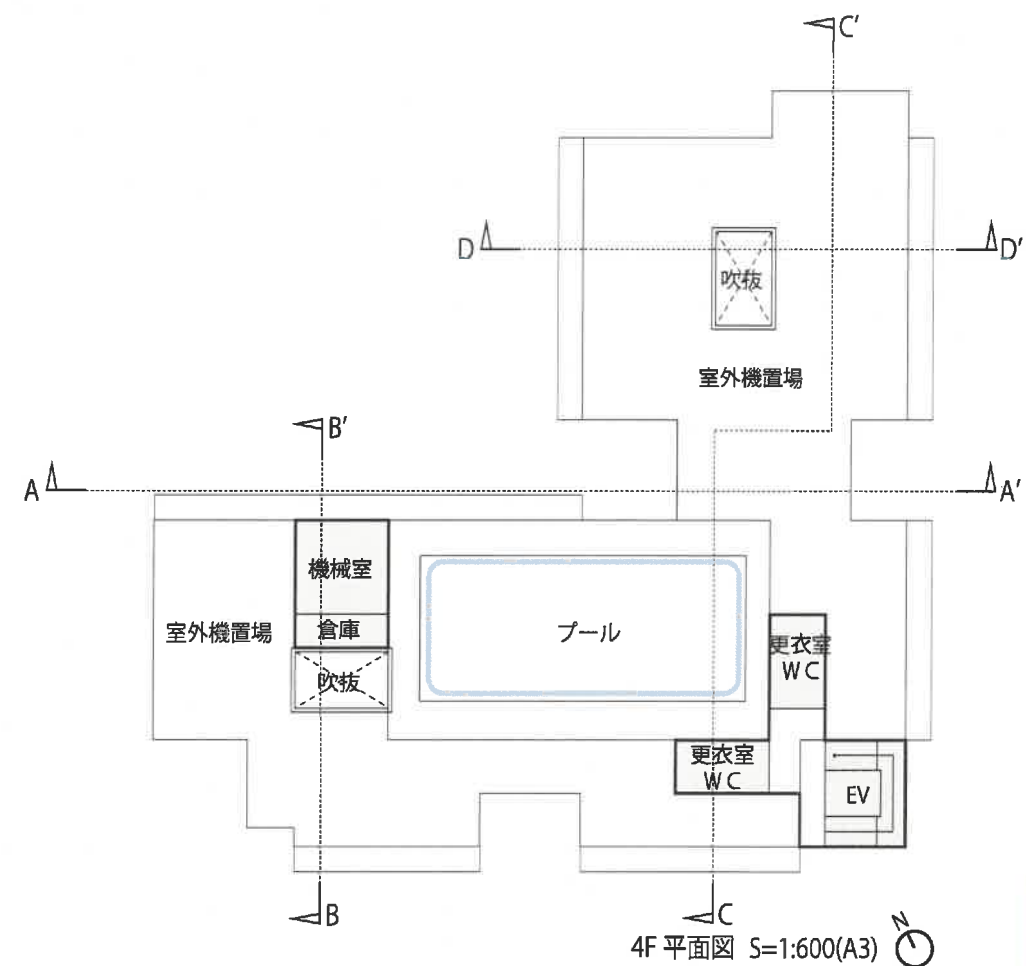 C'
D
D'
吹抜
室外機置場
B'
A
A'
機械室
室外機置場
倉庫
プール
更衣室
WC
吹抜
更衣室
WC
EV
B
C
4F 平面図 S=1:600(A3)
N